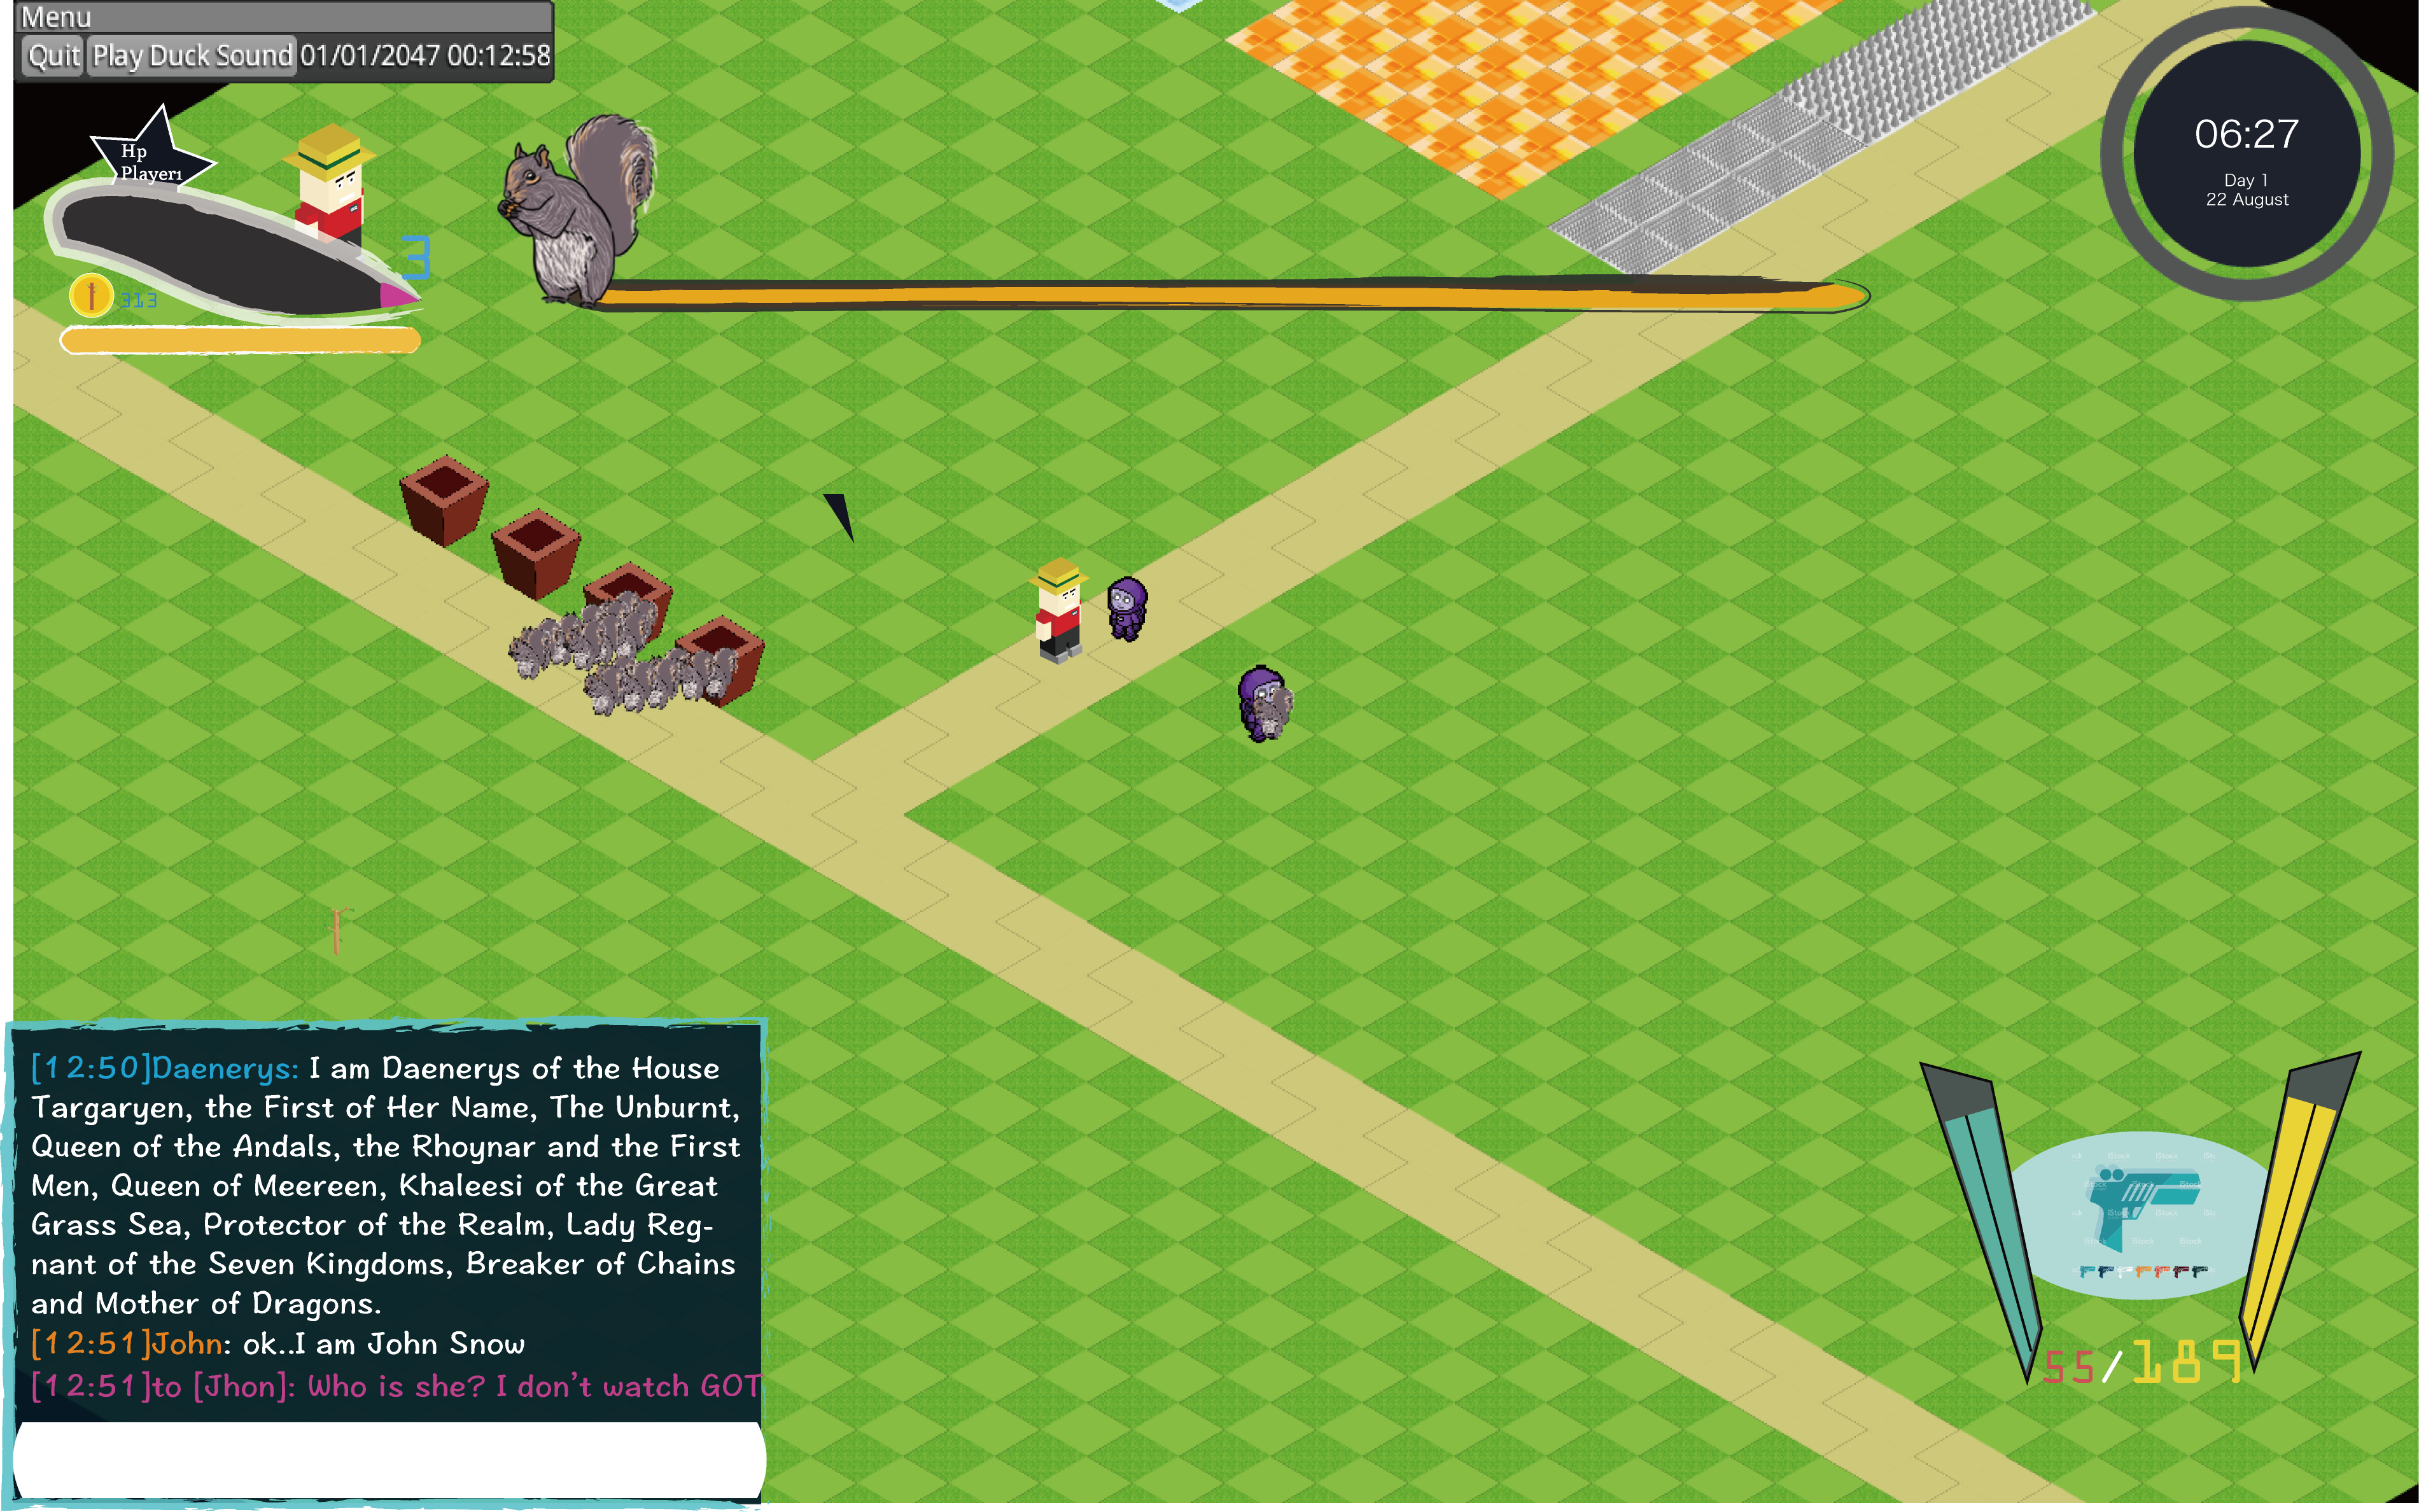 Menu
Quit Play Duck Sound 01/01/2047 00:12:58
Hp
Player1
3
313
06:27
Day 1
22 August
[12:50]Daenerys: I am Daenerys of the House
Targaryen, the First of Her Name, The Unburnt,
Queen of the Andals, the Rhoynar and the First
Men, Queen of Meereen, Khaleesi of the Great
Grass Sea, Protector of the Realm, Lady Reg-
nant of the Seven Kingdoms, Breaker of Chains
and Mother of Dragons.
[12:51]John: ok..I am John Snow
[12:51]to [Jhon]: Who is she? I don't watch GOT
iStock
55/189